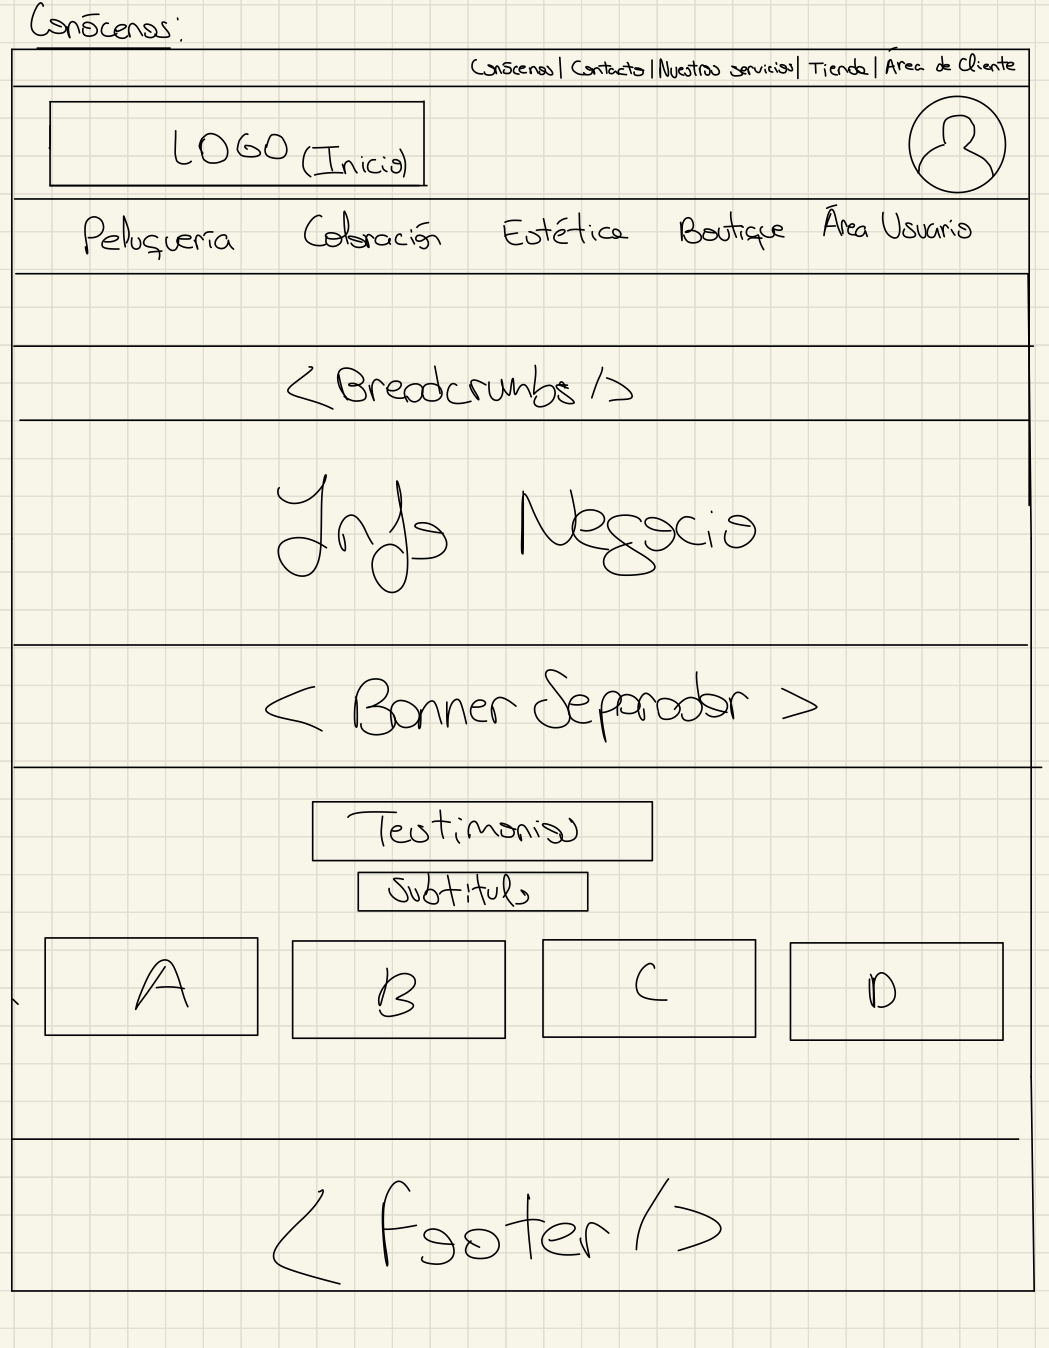 Conócenos:
Conócenos | Contacto | Nuestros servicios | Tienda | Área de Cliente
LOGO (Inicio)
Peluquería Coloración Estética Boutique Área Usuario
<Breadcrumbs/>
Info Negocio
< Banner Separador >
Testimonios
Subtitulo
A B C D
< footer />